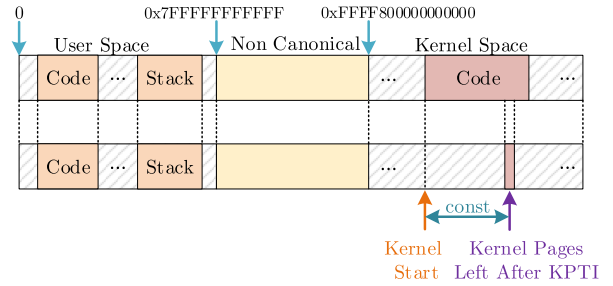 0 0x7FFFFFFFFFFF 0xFFFF800000000000
User Space Non Canonical Kernel Space
Code ... Stack ... Code ...
Code ... Stack ... ...
const
Kernel Kernel Pages
Start Left After KPTI